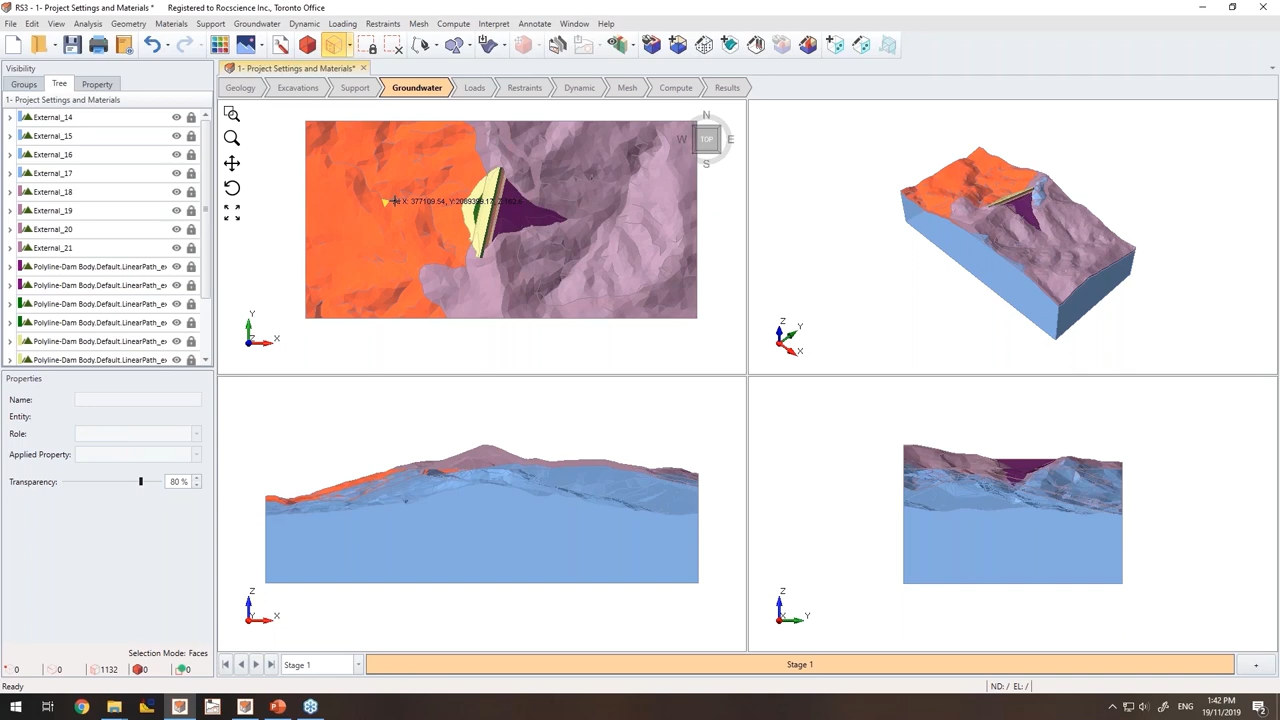 RS3 - 1- Project Settings and Materials * Registered to Rocscience Inc., Toronto Office
File Edit View Analysis Geometry Materials Support Groundwater Dynamic Loading Restraints Mesh Compute Interpret Annotate Window Help
Visibility
1- Project Settings and Materials* ×
Groups Tree Property
Geology Excavations Support Groundwater Loads Restraints Dynamic Mesh Compute Results
1- Project Settings and Materials
External_14
External_15
External_16
External_17
External_18
External_19
External_20
External_21
Polyline-Dam Body.Default.LinearPath_e›
Polyline-Dam Body.Default.LinearPath_e›
Polyline-Dam Body.Default.LinearPath_e›
Polyline-Dam Body.Default.LinearPath_e›
Polyline-Dam Body.Default.LinearPath_e›
Polyline-Dam Body.Default.LinearPath_e›
N
W TOP E
S
X: 377109.54,
Y
X
Z
Y
X
Properties
Name:
Entity:
Role:
Applied Property:
Transparency: 80 %
Z
Y X
Z
X Y
Selection Mode: Faces
:0 :0 :1132 :0 :0
Stage 1
Stage 1
+
Ready
ND: / EL: /
ENG
1:42 PM
19/11/2019
2